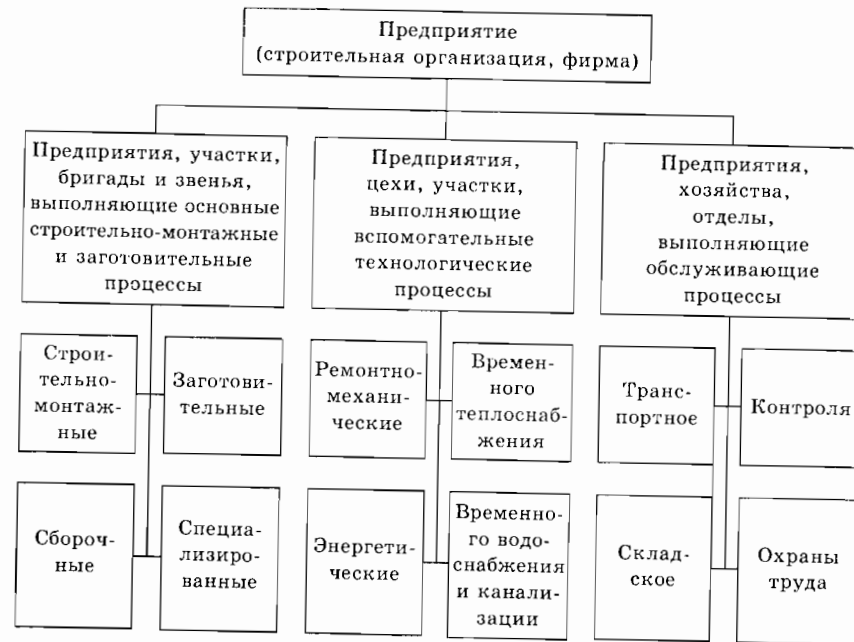 Предприятие
(строительная организация, фирма)
Предприятия, участки,
бригады и звенья,
выполняющие основные
строительно-монтажные
и заготовительные
процессы
Предприятия,
цехи, участки,
выполняющие
вспомогательные
технологические
процессы
Предприятия,
хозяйства,
отделы,
выполняющие
обслуживающие
процессы
Строи-
тельно-
монтаж-
ные
Заготови-
тельные
Ремонтно-
механи-
ческие
Времен-
ного
теплоснаб-
жения
Транс-
портное
Контроля
Сбороч-
ные
Специа-
лизиро-
ванные
Энергети-
ческие
Временно-
го водо-
снабжения
и канали-
зации
Склад-
ское
Охраны
труда